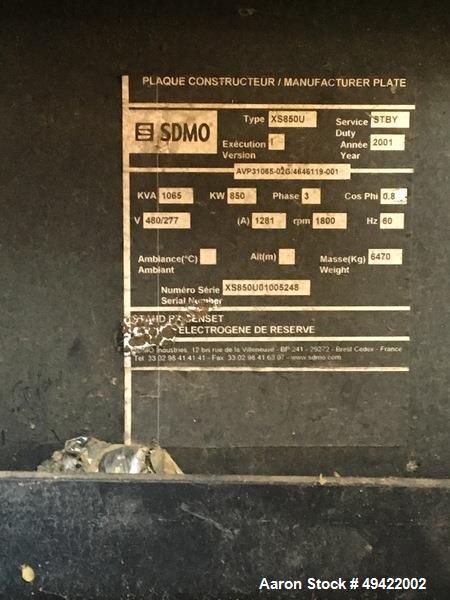 PLAQUE CONSTRUCTEUR / MANUFACTURER PLATE
SDMO
Type XS850U Service STBY
Duty
Exécution Année 2001
Version Year
AVP31065-02G/4646119-001
KVA 1065 KW 850 Phase 3 Cos Phi 0.8
V 480/277 (A) 1281 rpm 1800 Hz 60
Ambiance(°C) Alt(m) Masse(Kg) 6470
Ambiant Weight
Numéro Série XS850U01005248
Serial Number
GENSET
ÉLECTROGENE DE RESERVE
SDMO Industries, 12 bis rue de la Villeneuve - BP 241 - 29272 - Brest Cedex - France
Tel. 33 02 98 41 41 41 - Fax. 33 02 98 41 63 07 - www.sdmo.com
Aaron Stock # 49422002